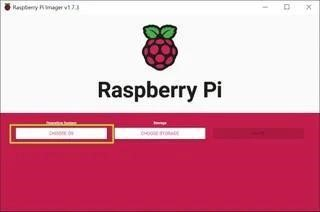 Raspberry Pi Imager v1.7.3
Raspberry Pi
Operating System
Storage
CHOOSE OS
CHOOSE STORAGE